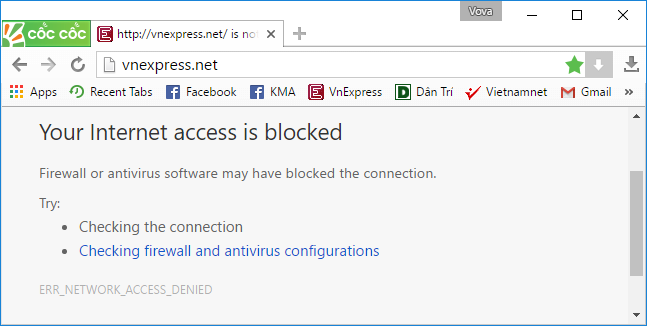 Vova
cốc cốc
http://vnexpress.net/ is no
vnexpress.net
Apps Recent Tabs Facebook KMA VnExpress Dân Trí Vietnamnet Gmail »
Your Internet access is blocked
Firewall or antivirus software may have blocked the connection.
Try:
• Checking the connection
• Checking firewall and antivirus configurations
ERR_NETWORK_ACCESS_DENIED